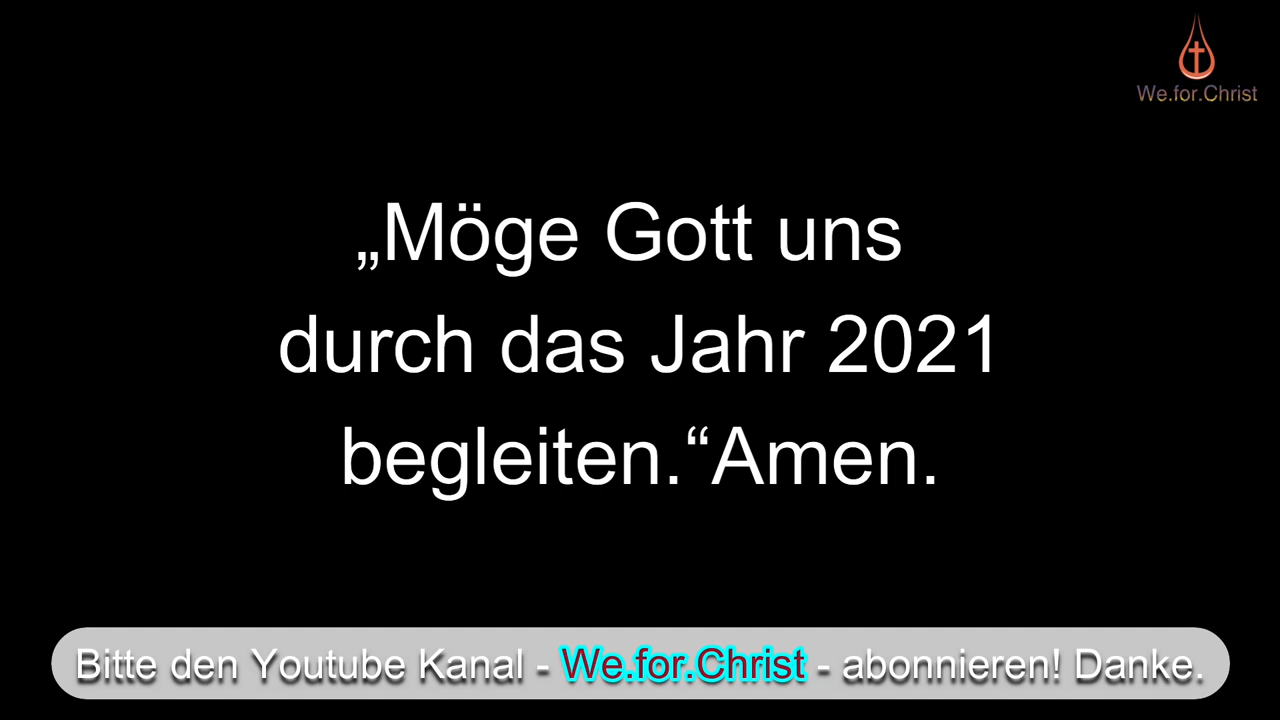 We.for.Christ
„Möge Gott uns
durch das Jahr 2021
begleiten.“Amen.
Bitte den Youtube Kanal - We.for.Christ - abonnieren! Danke.